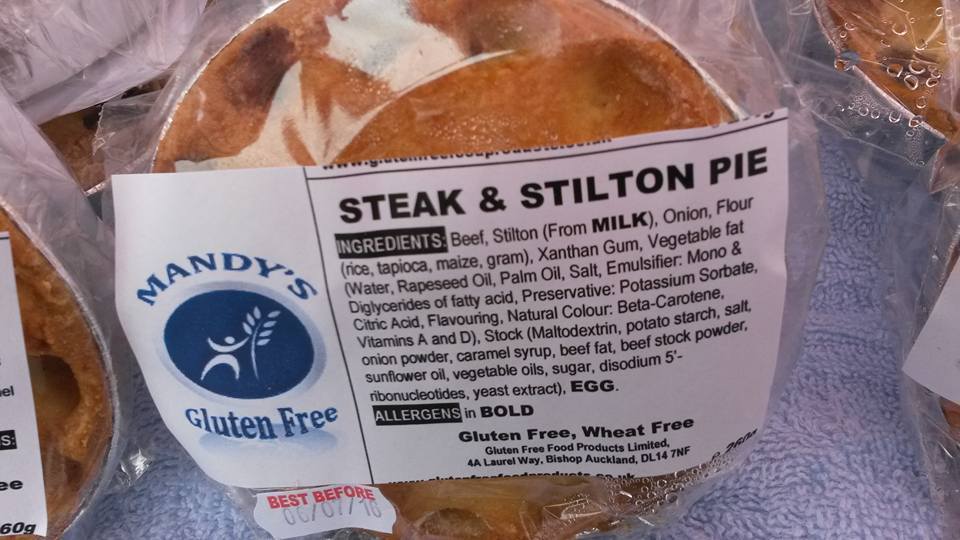 STEAK & STILTON PIE
INGREDIENTS: Beef, Stilton (From MILK), Onion, Flour
(rice, tapioca, maize, gram), Xanthan Gum, Vegetable fat
(Water, Rapeseed Oil, Palm Oil, Salt, Emulsifier: Mono &
Diglycerides of fatty acid, Preservative: Potassium Sorbate,
Citric Acid, Flavouring, Natural Colour: Beta-Carotene,
Vitamins A and D), Stock (Maltodextrin, potato starch, salt,
onion powder, caramel syrup, beef fat, beef stock powder,
sunflower oil, vegetable oils, sugar, disodium 5'-
ribonucleotides, yeast extract), EGG.
ALLERGENS in BOLD
Gluten Free, Wheat Free
Gluten Free Food Products Limited,
4A Laurel Way, Bishop Auckland, DL14 7NF
260g
MANDY'S
Gluten Free
BEST BEFORE
60g